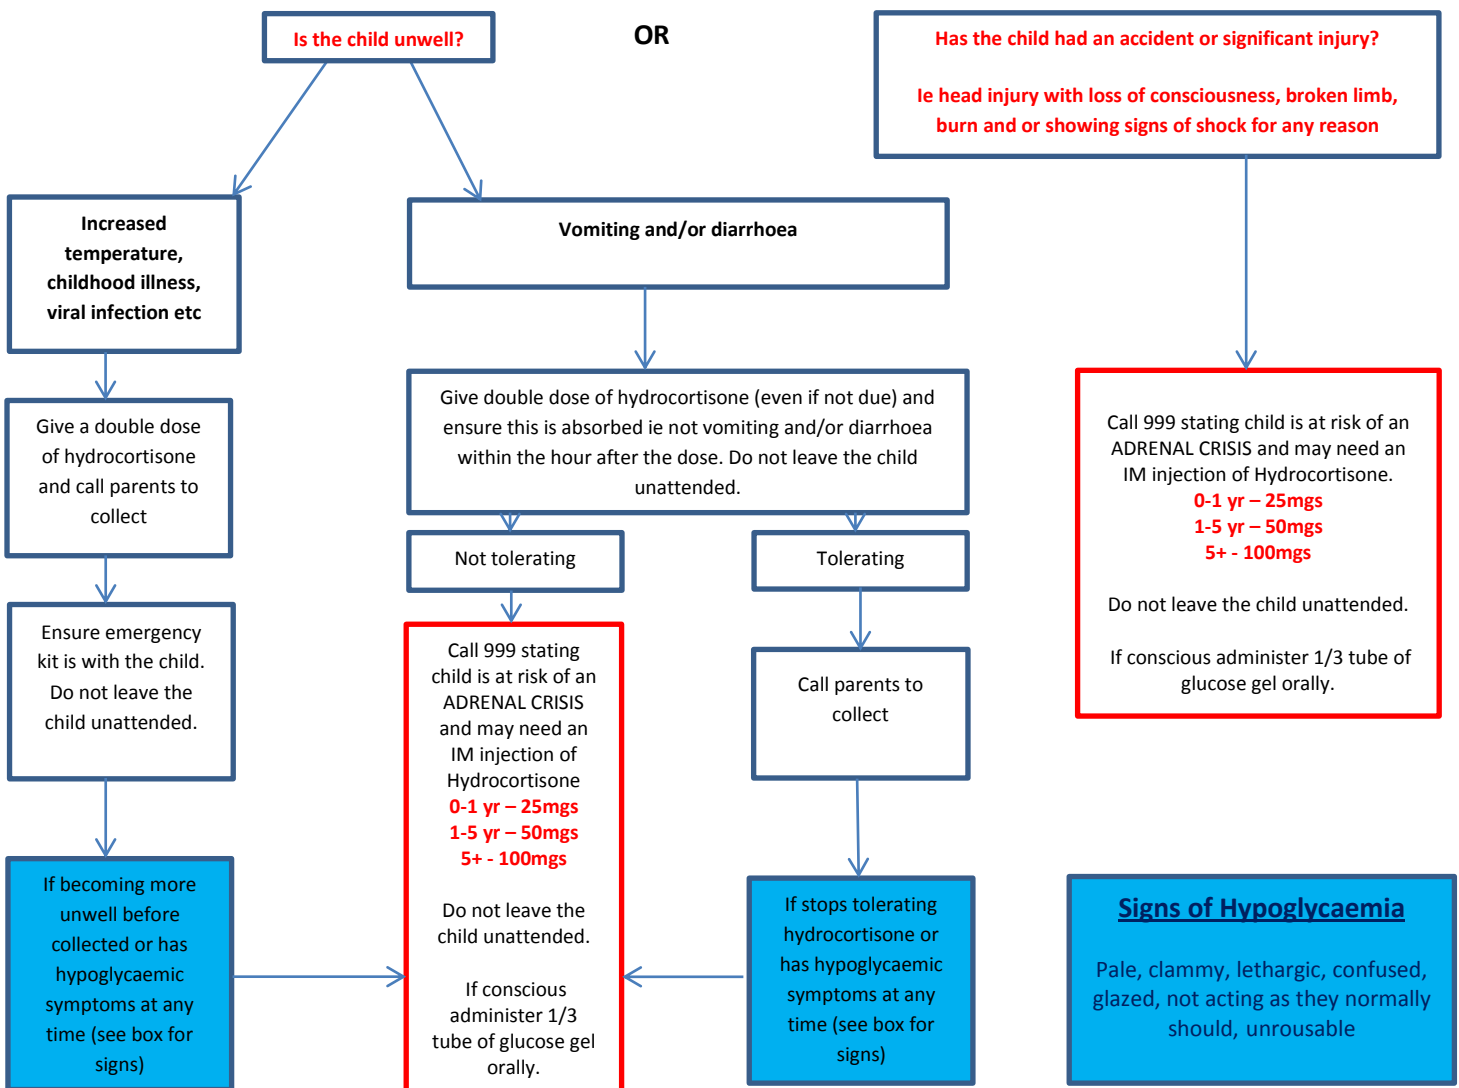 Is the child unwell?
OR
Has the child had an accident or significant injury?
Ie head injury with loss of consciousness, broken limb,
burn and or showing signs of shock for any reason
Increased
temperature,
childhood illness,
viral infection etc
Vomiting and/or diarrhoea
Give a double dose
of hydrocortisone
and call parents to
collect
Give double dose of hydrocortisone (even if not due) and
ensure this is absorbed ie not vomiting and/or diarrhoea
within the hour after the dose. Do not leave the child
unattended.
Call 999 stating child is at risk of an
ADRENAL CRISIS and may need an
IM injection of Hydrocortisone.
0-1 yr – 25mgs
1-5 yr – 50mgs
5+ - 100mgs
Do not leave the child unattended.
If conscious administer 1/3 tube of
glucose gel orally.
Not tolerating
Tolerating
Ensure emergency
kit is with the child.
Do not leave the
child unattended.
Call 999 stating
child is at risk of an
ADRENAL CRISIS
and may need an
IM injection of
Hydrocortisone
0-1 yr – 25mgs
1-5 yr – 50mgs
5+ - 100mgs
Do not leave the
child unattended.
If conscious
administer 1/3
tube of glucose gel
orally.
Call parents to
collect
If becoming more
unwell before
collected or has
hypoglycaemic
symptoms at any
time (see box for
signs)
If stops tolerating
hydrocortisone or
has hypoglycaemic
symptoms at any
time (see box for
signs)
Signs of Hypoglycaemia
Pale, clammy, lethargic, confused,
glazed, not acting as they normally
should, unrousable